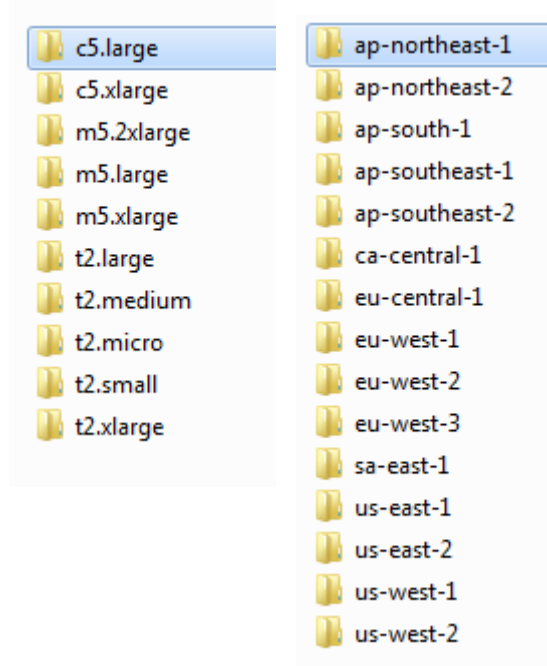 c5.large
c5.xlarge
m5.2xlarge
m5.large
m5.xlarge
t2.large
t2.medium
t2.micro
t2.small
t2.xlarge
ap-northeast-1
ap-northeast-2
ap-south-1
ap-southeast-1
ap-southeast-2
ca-central-1
eu-central-1
eu-west-1
eu-west-2
eu-west-3
sa-east-1
us-east-1
us-east-2
us-west-1
us-west-2